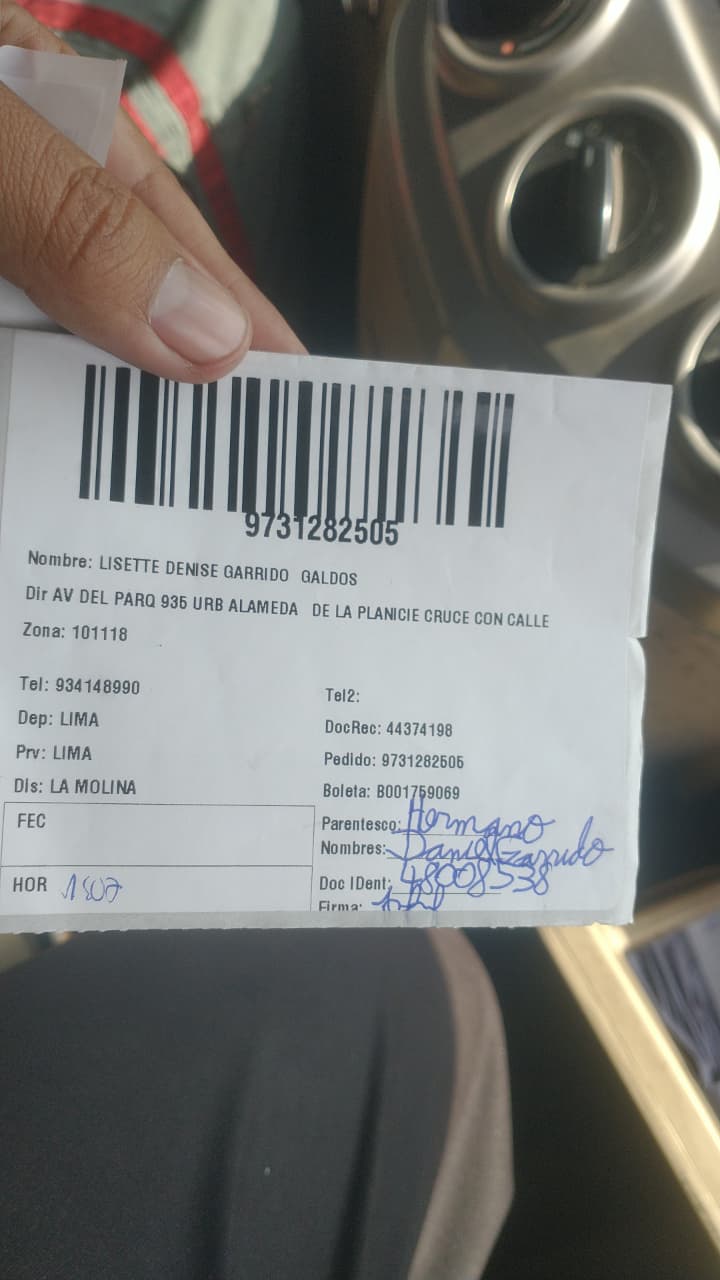 9731282505
Nombre: LISETTE DENISE GARRIDO GALDOS
Dir AV DEL PARQ 935 URB ALAMEDA DE LA PLANICIE CRUCE CON CALLE
Zona: 101118
Tel: 934148990
Tel2:
Dep: LIMA
DocRec: 44374198
Prv: LIMA
Pedido: 9731282505
Dis: LA MOLINA
Boleta: B001759069
FEC
Parentesco: Hermano
Nombres: Daniel Garrido
HOR 1807
Doc IDent: 48008538
Firma: